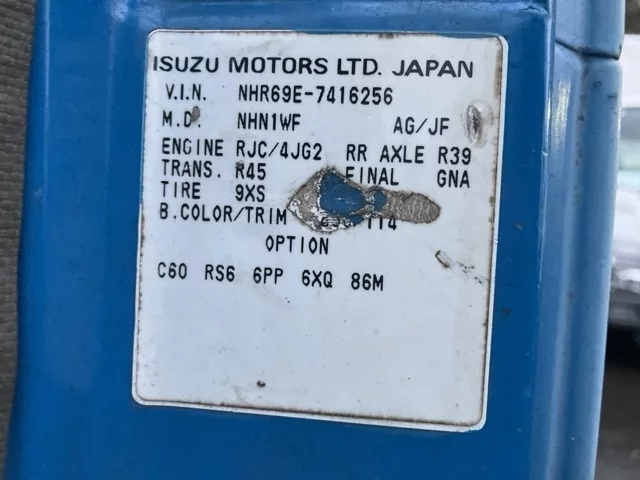 ISUZU MOTORS LTD. JAPAN
V.I.N. NHR69E-7416256
M.D. NHN1WF AG/JF
ENGINE RJC/4JG2 RR AXLE R39
TRANS. R45 FINAL GNA
TIRE 9XS
B.COLOR/TRIM 114
OPTION
C60 RS6 6PP 6XQ 86M